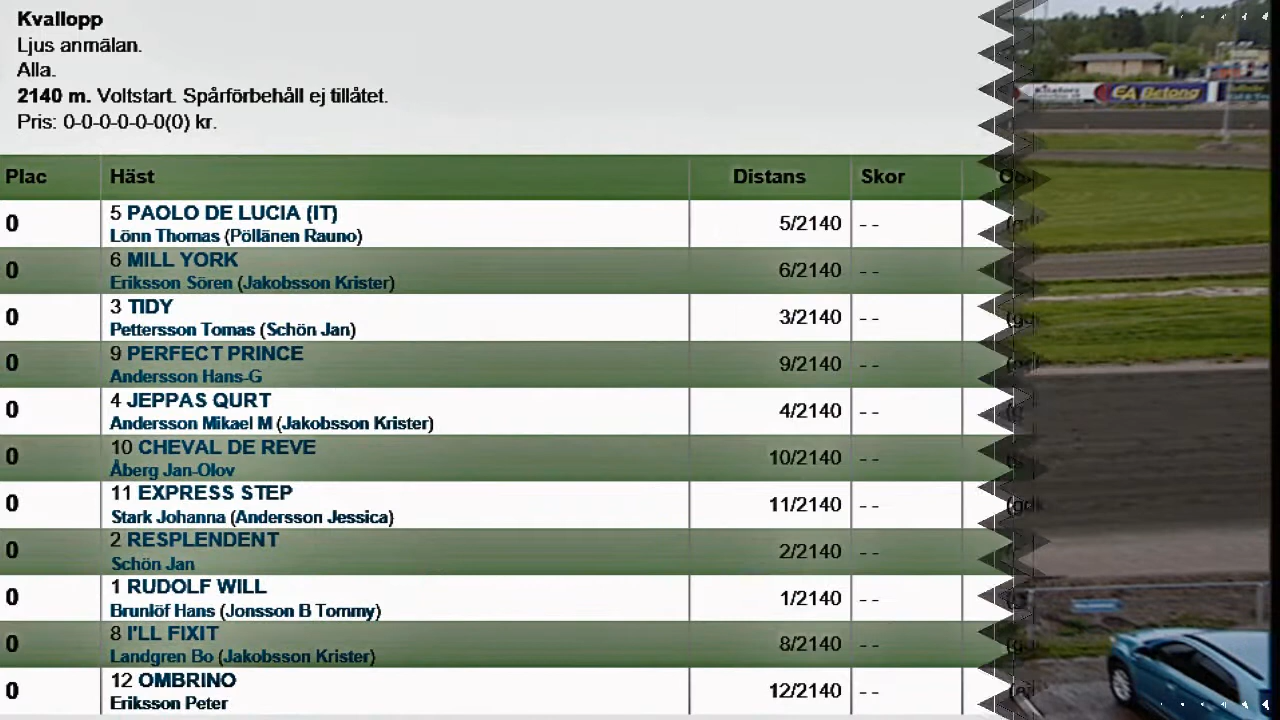 Kvallopp
Ljus anmälan.
Alla.
2140 m. Voltstart. Spårförbehåll ej tillåtet.
Pris: 0-0-0-0-0-0(0) kr.
Plac Häst Distans Skor
0 5 PAOLO DE LUCIA (IT) 5/2140 - -
Lönn Thomas (Pöllänen Rauno)
0 6 MILL YORK 6/2140 - -
Eriksson Sören (Jakobsson Krister)
0 3 TIDY 3/2140 - -
Pettersson Tomas (Schön Jan)
0 9 PERFECT PRINCE 9/2140 - -
Andersson Hans-G
0 4 JEPPAS QURT 4/2140 - -
Andersson Mikael M (Jakobsson Krister)
0 10 CHEVAL DE REVE 10/2140 - -
Åberg Jan-Olov
0 11 EXPRESS STEP 11/2140 - -
Stark Johanna (Andersson Jessica)
0 2 RESPLENDENT 2/2140 - -
Schön Jan
0 1 RUDOLF WILL 1/2140 - -
Brunlöf Hans (Jonsson B Tommy)
0 8 I'LL FIXIT 8/2140 - -
Landgren Bo (Jakobsson Krister)
0 12 OMBRINO 12/2140 - -
Eriksson Peter
EA Betong